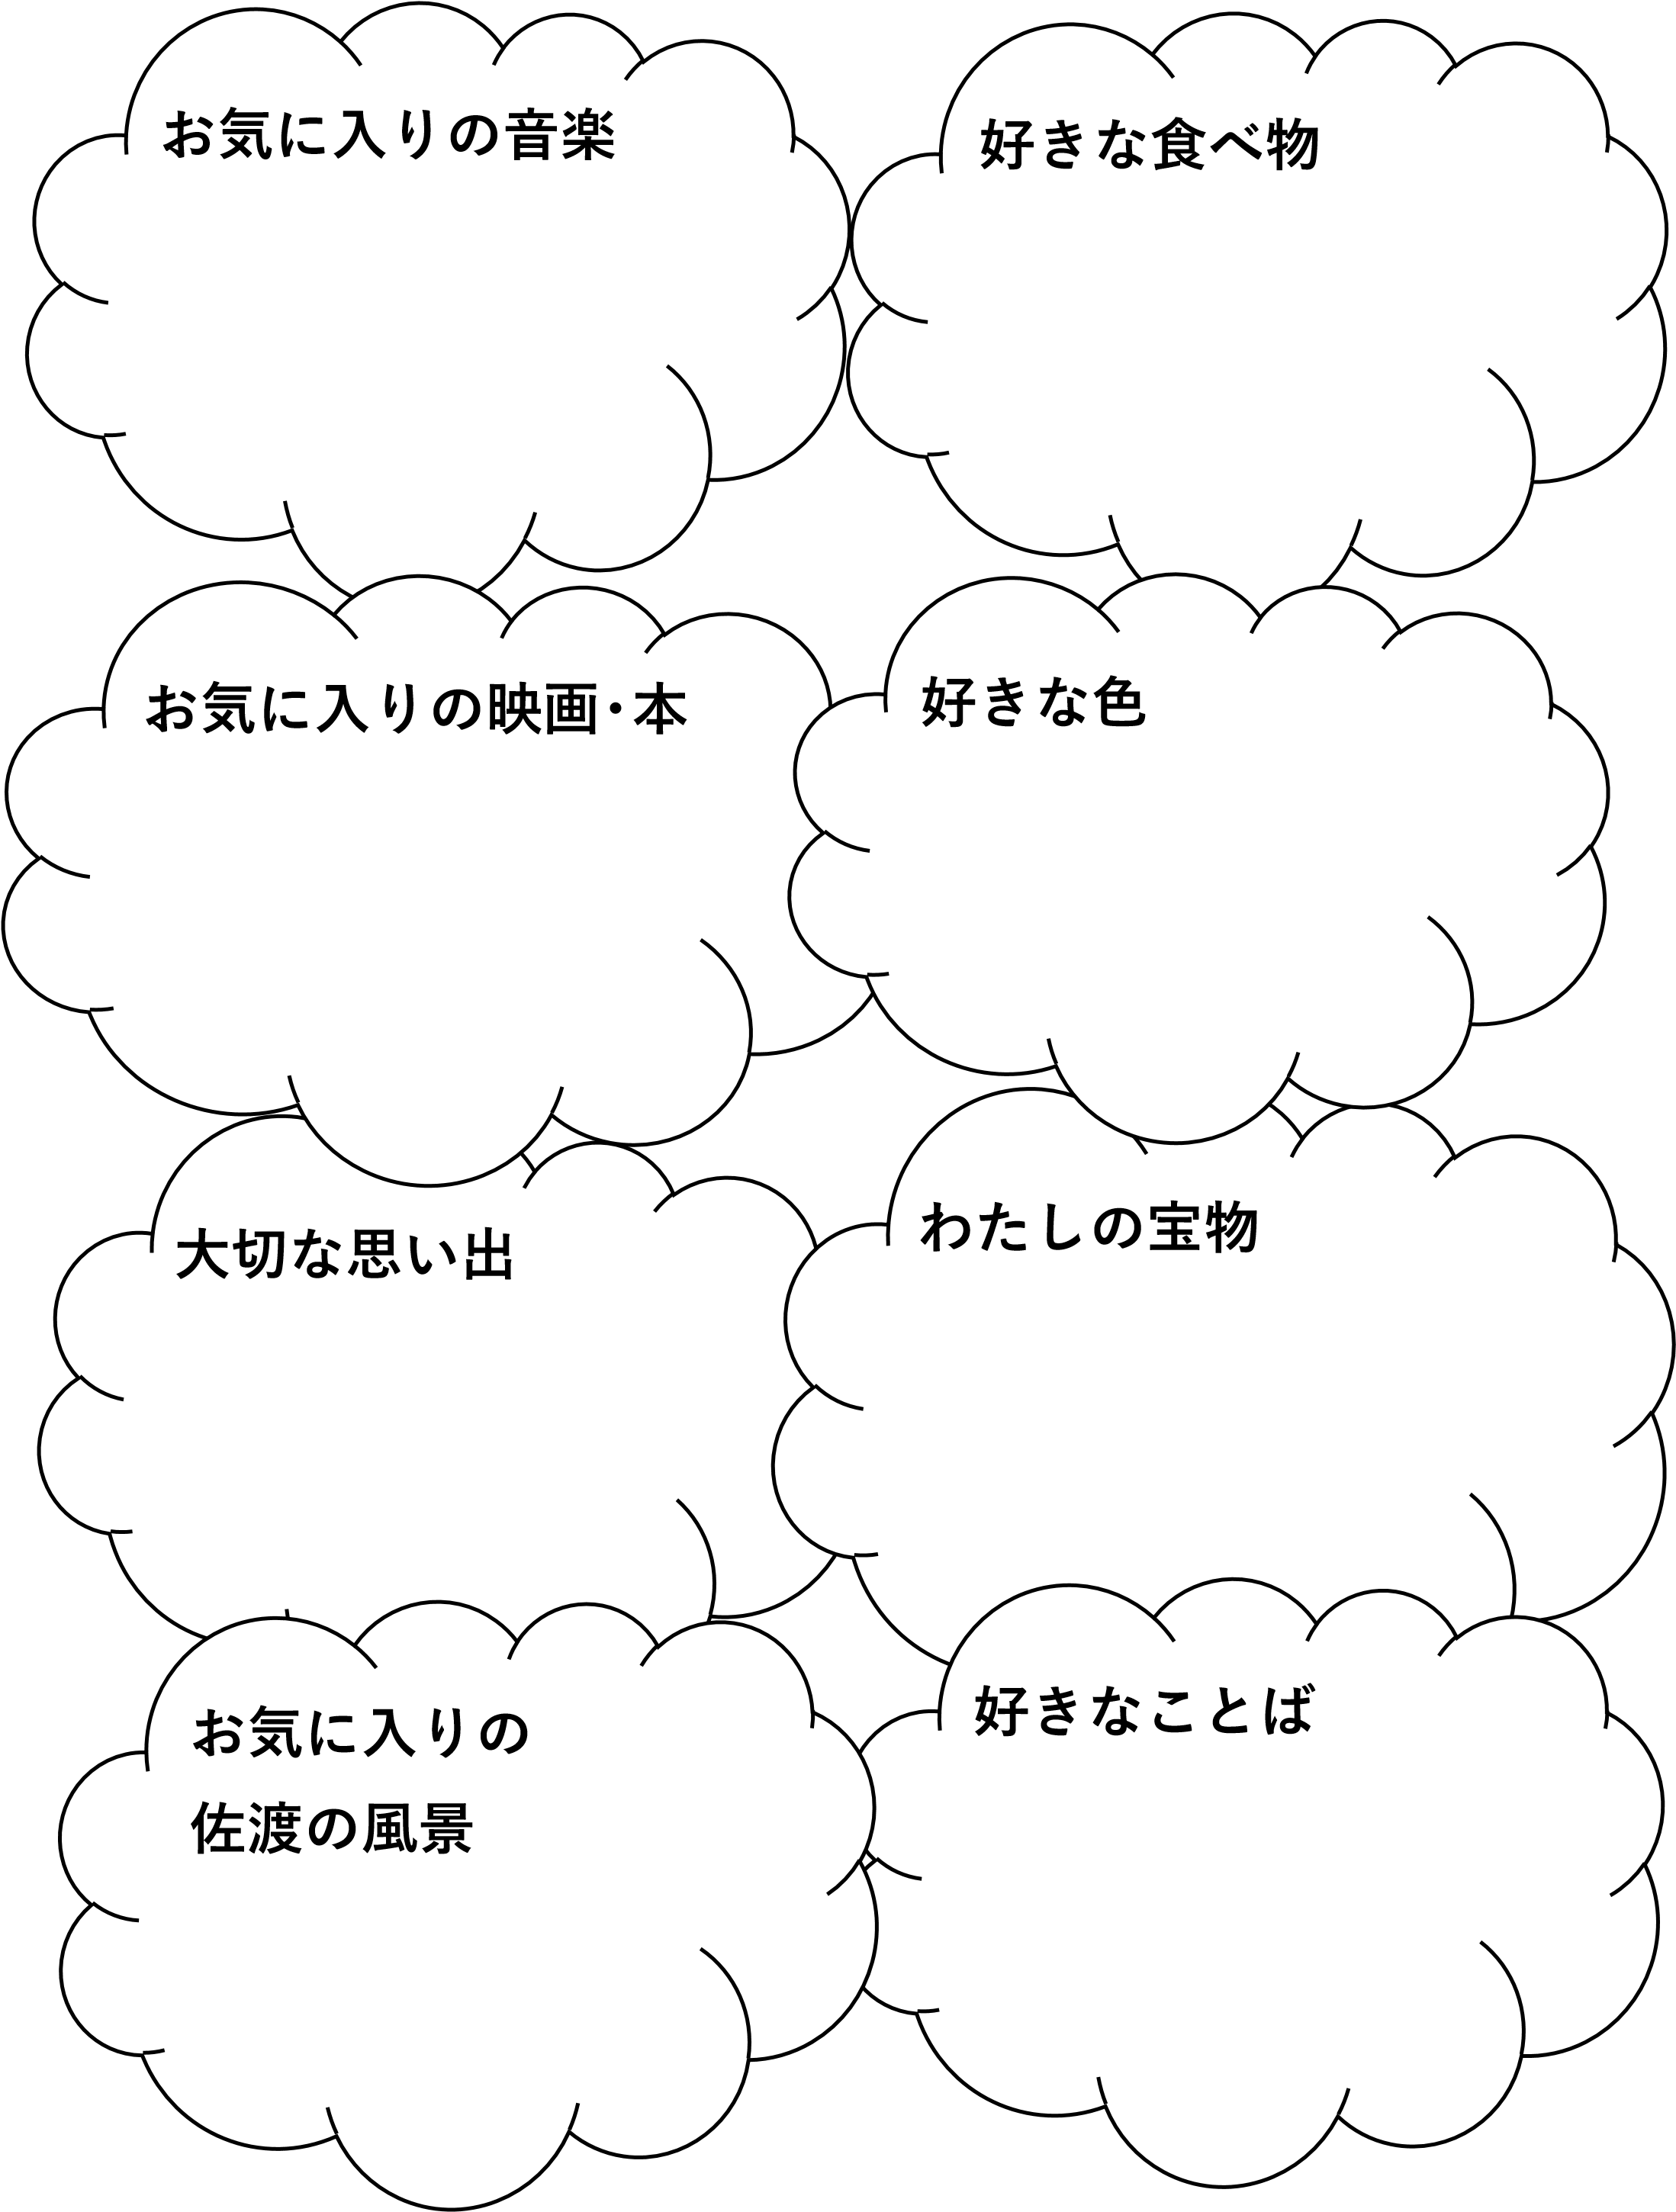 お気に入りの音楽
好きな食べ物
お気に入りの映画・本
好きな色
大切な思い出
わたしの宝物
お気に入りの
佐渡の風景
好きなことば